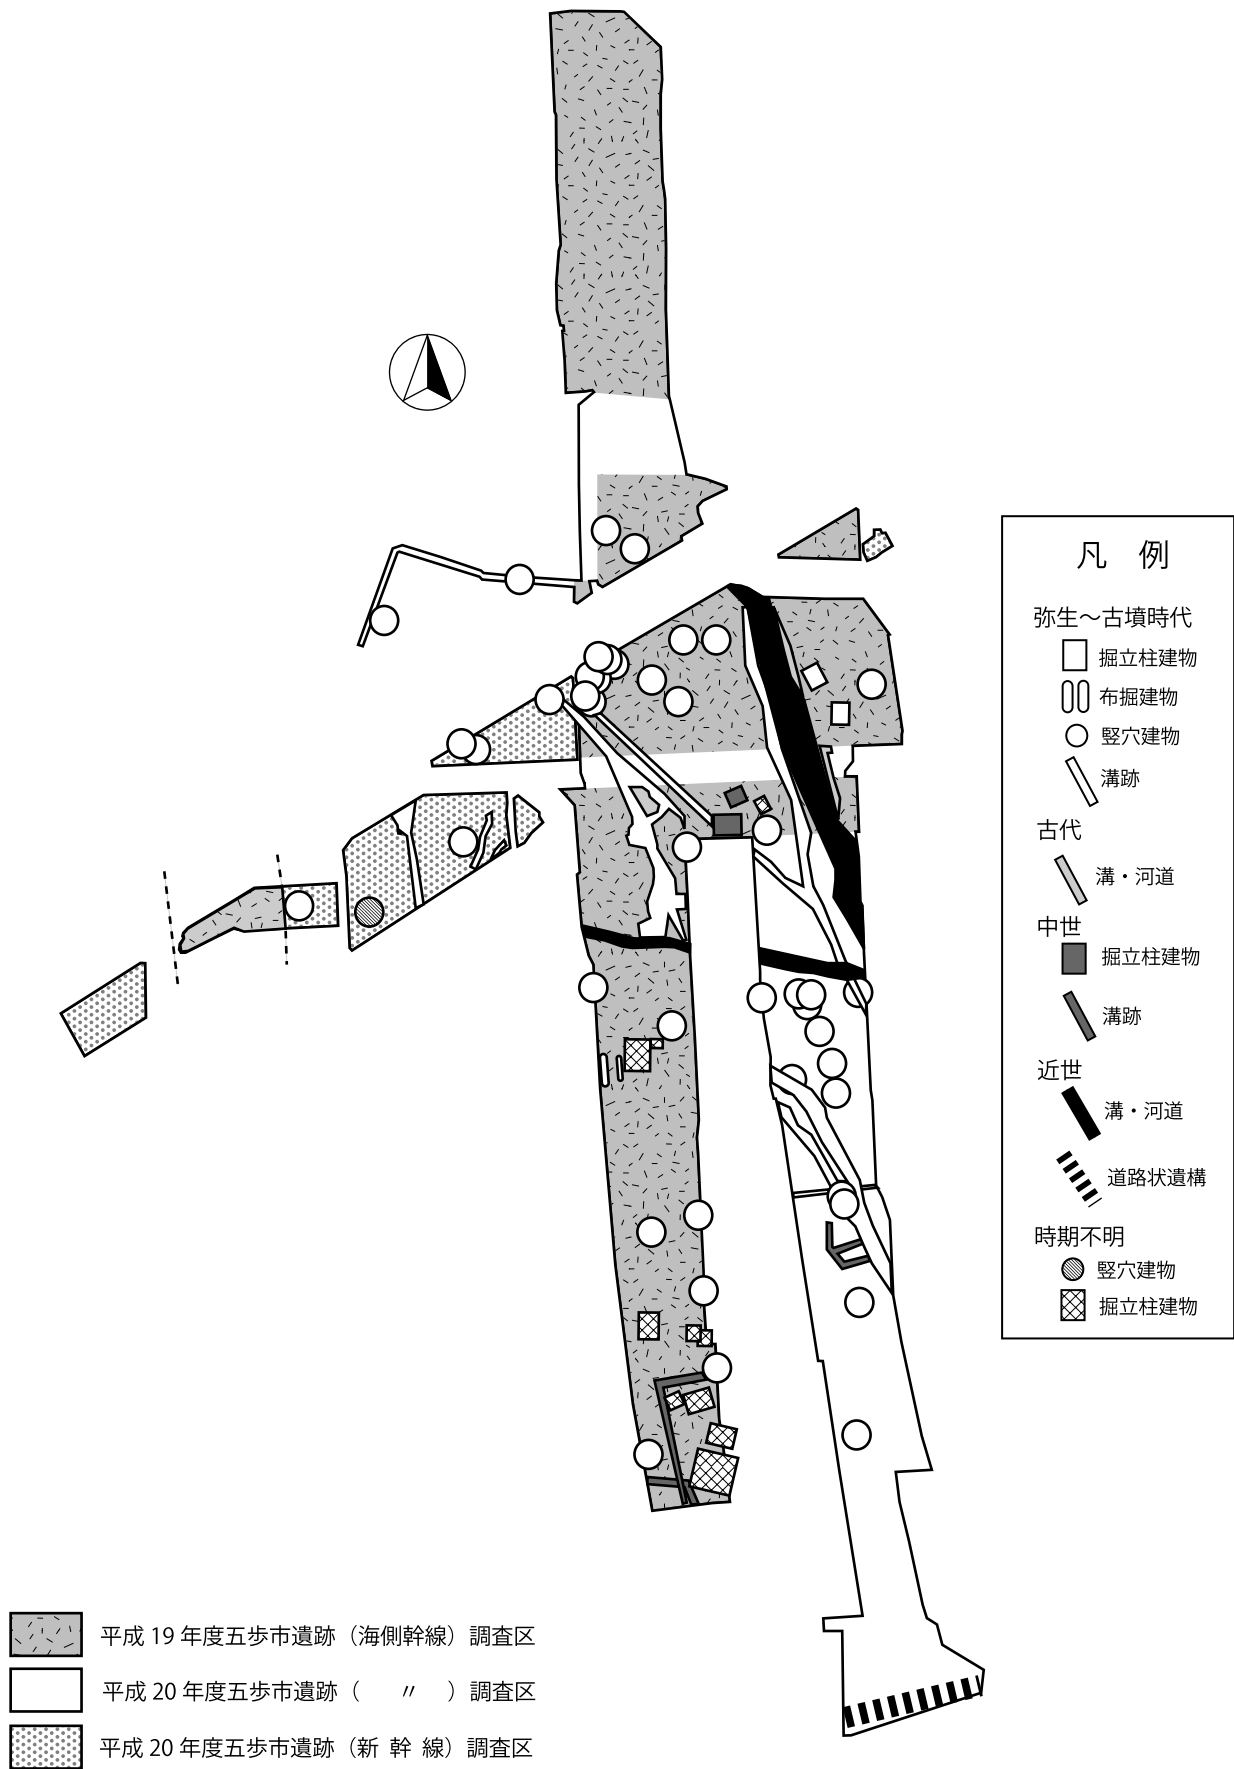 凡 例
弥生～古墳時代
掘立柱建物
布掘建物
竪穴建物
溝跡
古代
溝・河道
中世
掘立柱建物
溝跡
近世
溝・河道
道路状遺構
時期不明
竪穴建物
掘立柱建物
平成 19 年度五歩市遺跡（海側幹線）調査区
平成 20 年度五歩市遺跡（ 〃 ）調査区
平成 20 年度五歩市遺跡（新 幹 線）調査区